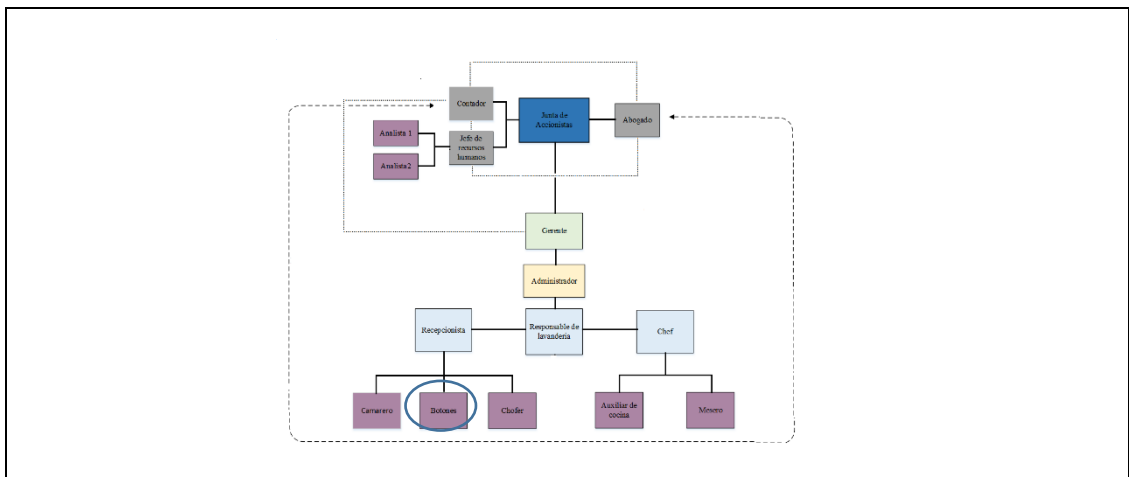 Contador
Junta de
Accionistas
Abogado
Analista 1
Jefe de
recursos
humanos
Analista2
Gerente
Administrador
Recepcionista
Responsable de
lavandería
Chef
Camarero
Botones
Chofer
Auxiliar de
cocina
Mesero